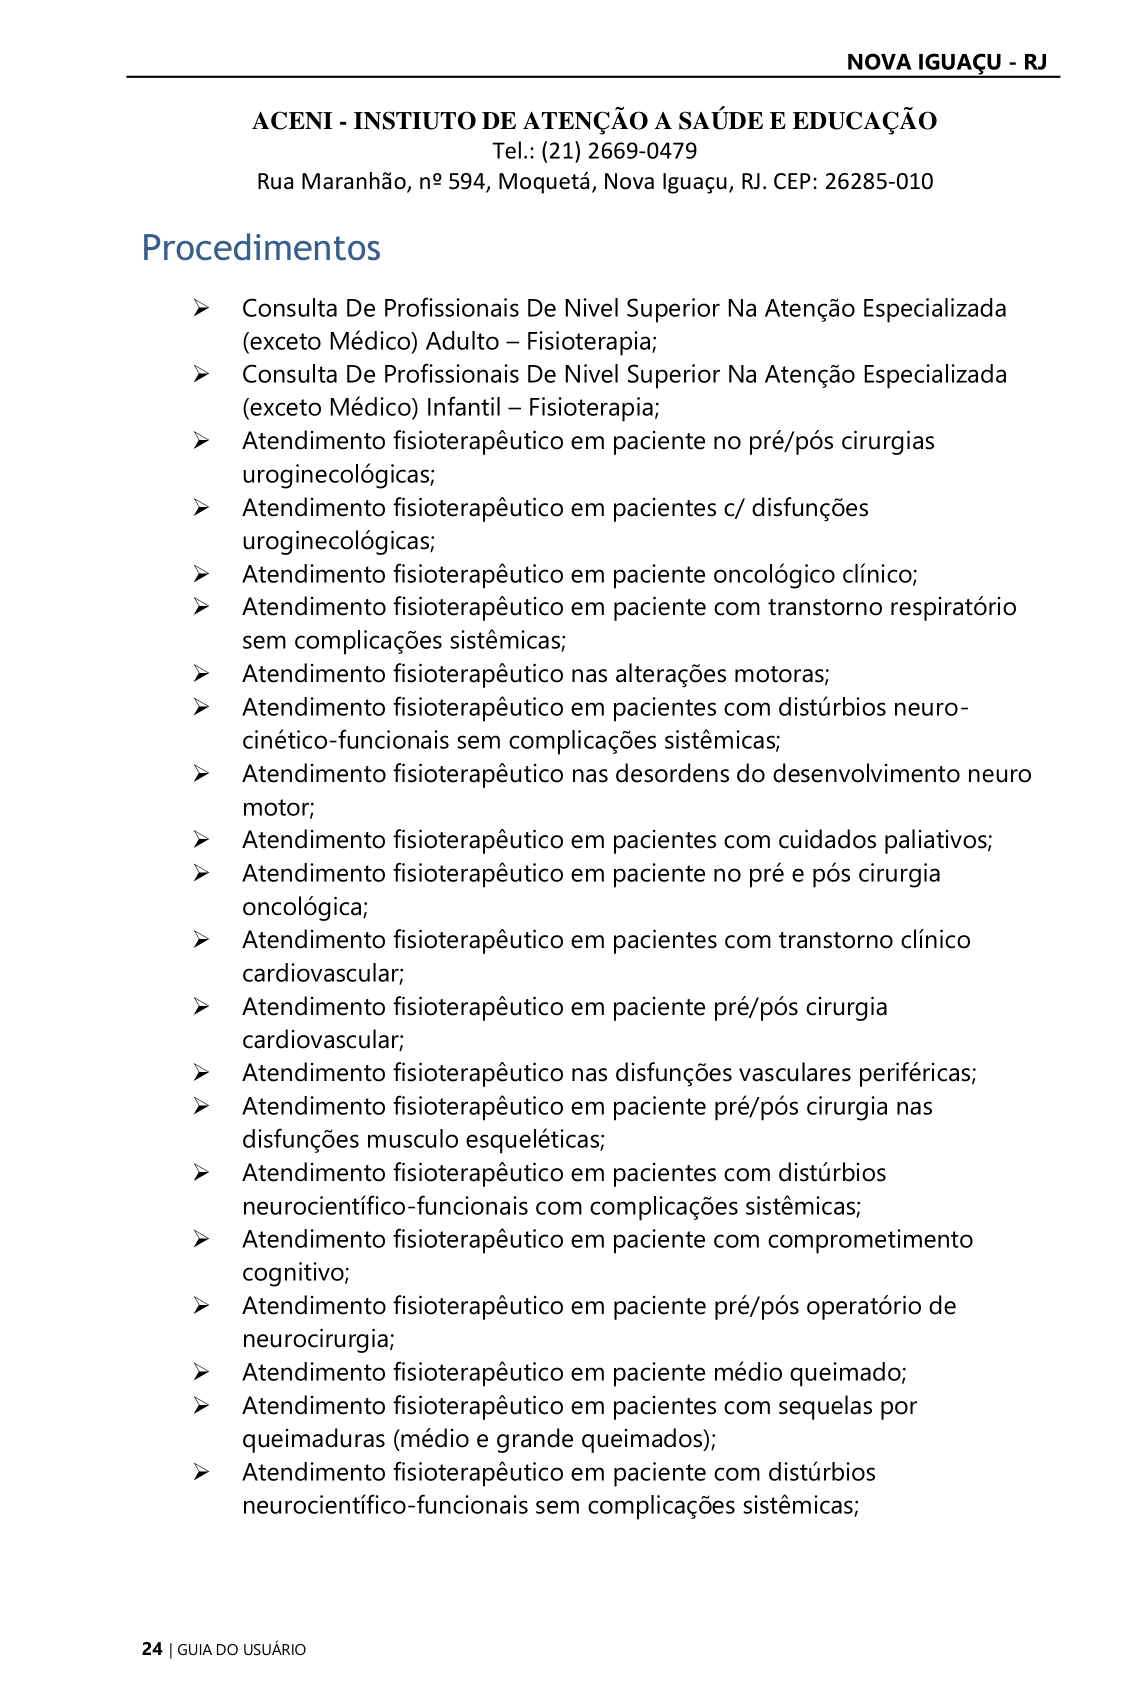 NOVA IGUAÇU - RJ
ACENI - INSTIUTO DE ATENÇÃO A SAÚDE E EDUCAÇÃO
Tel.: (21) 2669-0479
Rua Maranhão, nº 594, Moquetá, Nova Iguaçu, RJ. CEP: 26285-010
Procedimentos
➢ Consulta De Profissionais De Nivel Superior Na Atenção Especializada
(exceto Médico) Adulto – Fisioterapia;
➢ Consulta De Profissionais De Nivel Superior Na Atenção Especializada
(exceto Médico) Infantil – Fisioterapia;
➢ Atendimento fisioterapêutico em paciente no pré/pós cirurgias
uroginecológicas;
➢ Atendimento fisioterapêutico em pacientes c/ disfunções
uroginecológicas;
➢ Atendimento fisioterapêutico em paciente oncológico clínico;
➢ Atendimento fisioterapêutico em paciente com transtorno respiratório
sem complicações sistêmicas;
➢ Atendimento fisioterapêutico nas alterações motoras;
➢ Atendimento fisioterapêutico em pacientes com distúrbios neuro-
cinético-funcionais sem complicações sistêmicas;
➢ Atendimento fisioterapêutico nas desordens do desenvolvimento neuro
motor;
➢ Atendimento fisioterapêutico em pacientes com cuidados paliativos;
➢ Atendimento fisioterapêutico em paciente no pré e pós cirurgia
oncológica;
➢ Atendimento fisioterapêutico em pacientes com transtorno clínico
cardiovascular;
➢ Atendimento fisioterapêutico em paciente pré/pós cirurgia
cardiovascular;
➢ Atendimento fisioterapêutico nas disfunções vasculares periféricas;
➢ Atendimento fisioterapêutico em paciente pré/pós cirurgia nas
disfunções musculo esqueléticas;
➢ Atendimento fisioterapêutico em pacientes com distúrbios
neurocientífico-funcionais com complicações sistêmicas;
➢ Atendimento fisioterapêutico em paciente com comprometimento
cognitivo;
➢ Atendimento fisioterapêutico em paciente pré/pós operatório de
neurocirurgia;
➢ Atendimento fisioterapêutico em paciente médio queimado;
➢ Atendimento fisioterapêutico em pacientes com sequelas por
queimaduras (médio e grande queimados);
➢ Atendimento fisioterapêutico em paciente com distúrbios
neurocientífico-funcionais sem complicações sistêmicas;
24 | GUIA DO USUÁRIO